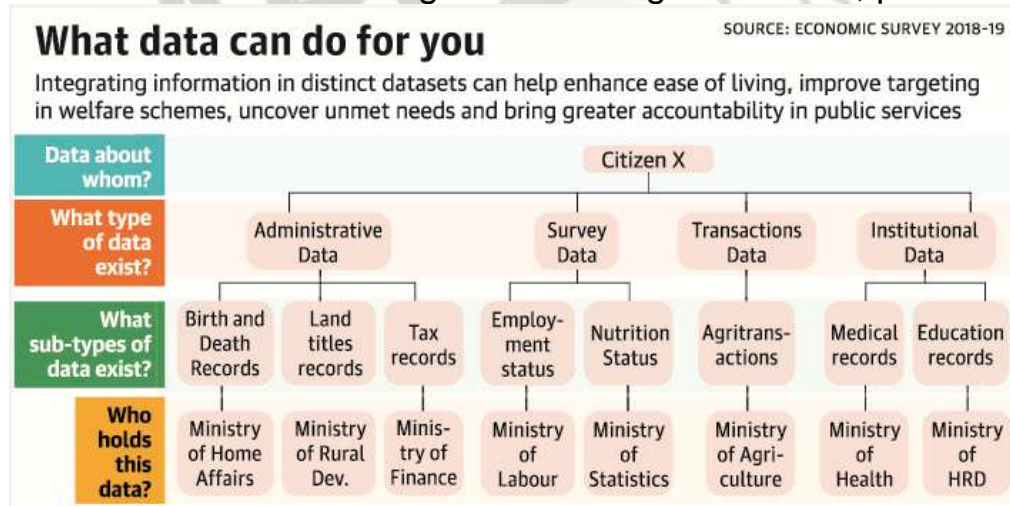 What data can do for you
SOURCE: ECONOMIC SURVEY 2018-19
Integrating information in distinct datasets can help enhance ease of living, improve targeting
in welfare schemes, uncover unmet needs and bring greater accountability in public services
Data about
whom?
Citizen X
What type
of data
exist?
Administrative
Data
Survey
Data
Transactions
Data
Institutional
Data
What
sub-types of
data exist?
Birth and
Death
Records
Land
titles
records
Tax
records
Employ-
ment
status
Nutrition
Status
Agritrans-
actions
Medical
records
Education
records
Who
holds
this
data?
Ministry
of Home
Affairs
Ministry
of Rural
Dev.
Minis-
try of
Finance
Ministry
of
Labour
Ministry
of
Statistics
Ministry
of Agri-
culture
Ministry
of
Health
Ministry
of
HRD